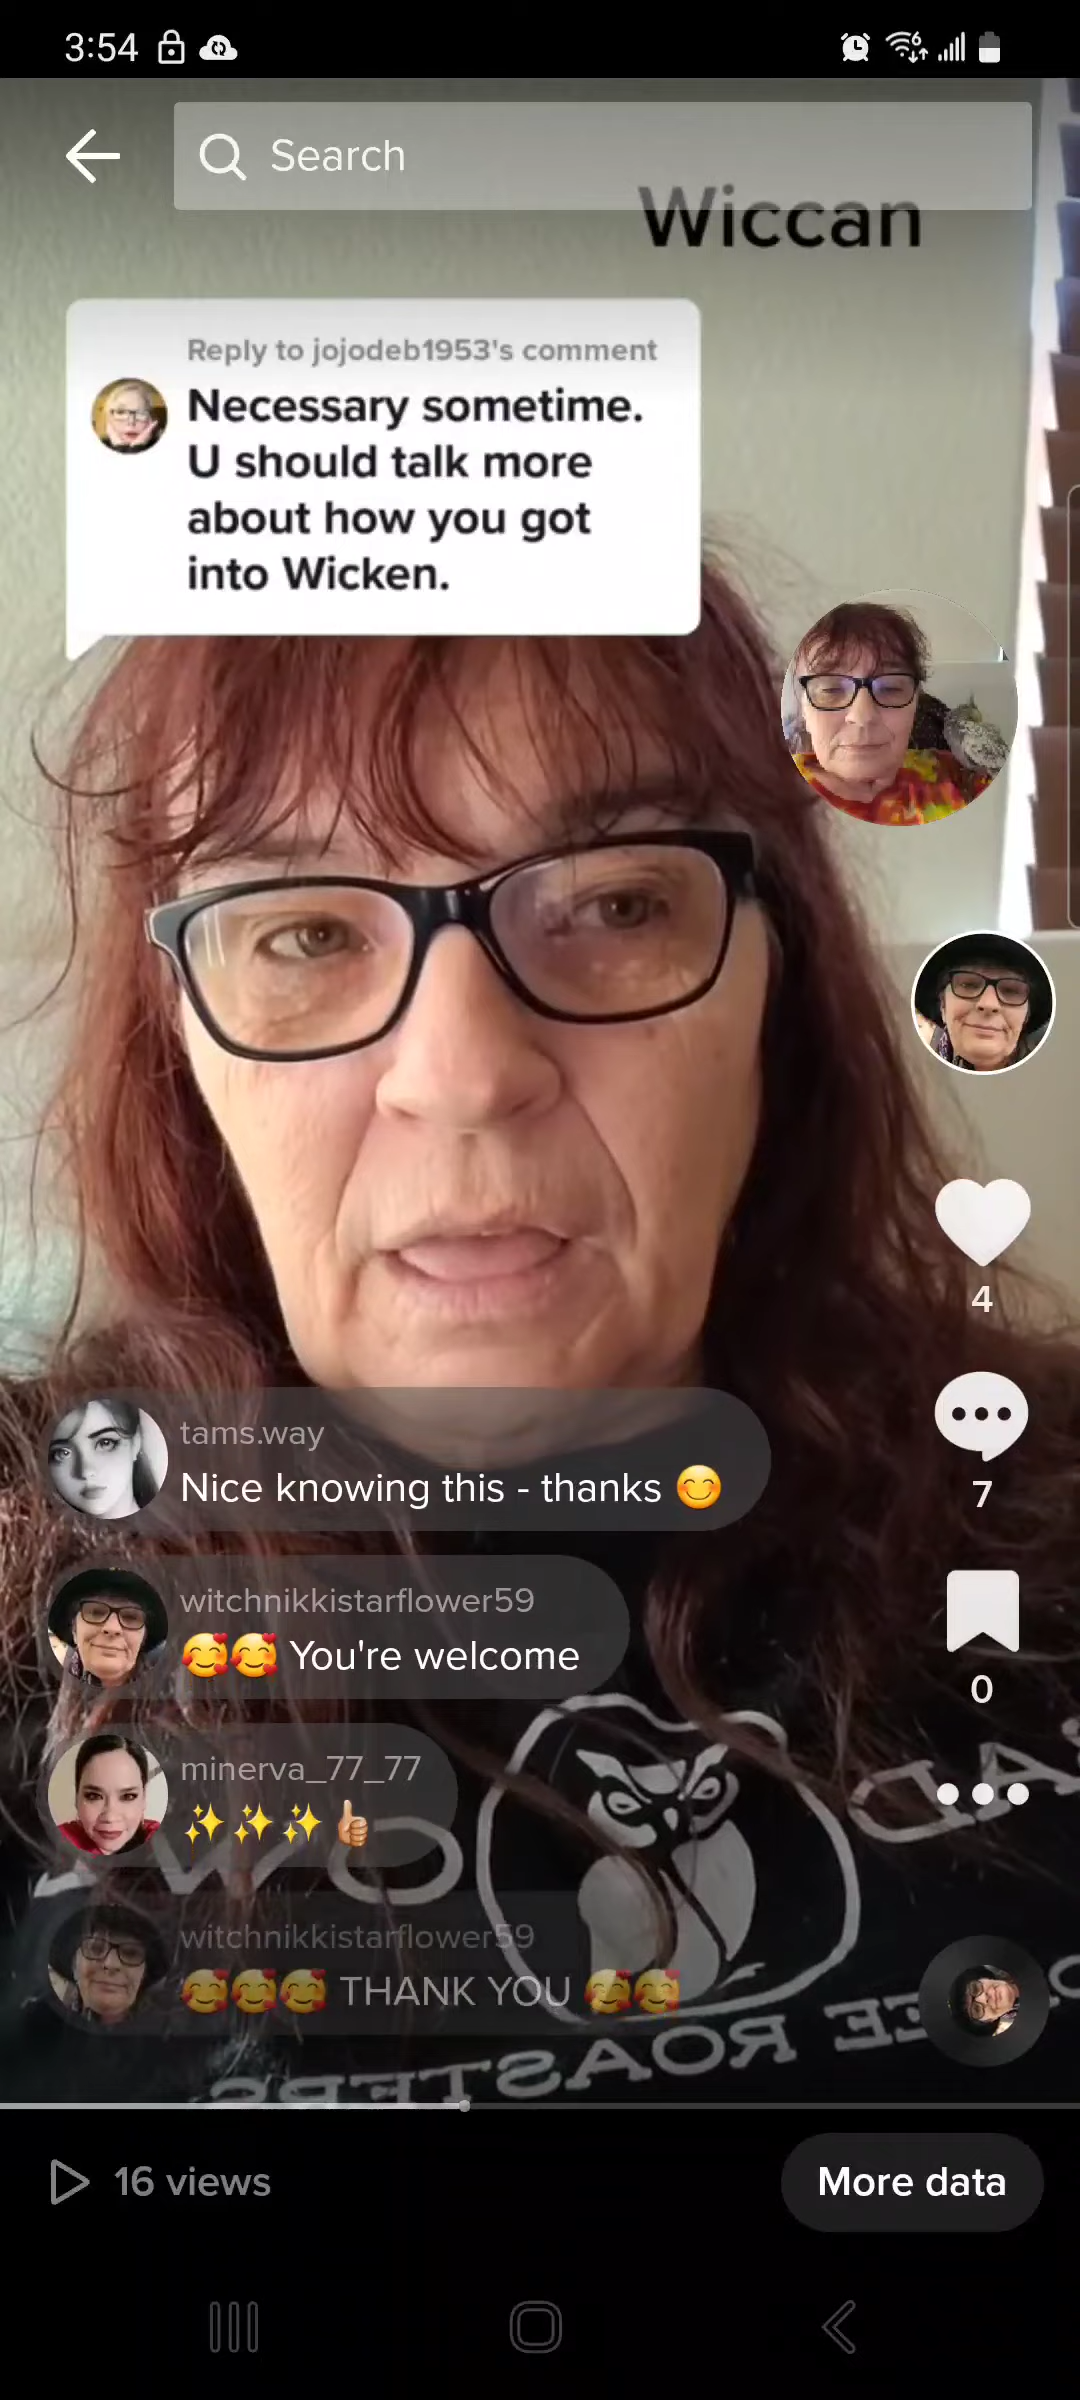 3:54
6
Search
Wiccan
Reply to jojodeb1953's comment
Necessary sometime.
U should talk more
about how you got
into Wicken.
4
tams.way
Nice knowing this - thanks 😊
7
witchnikkistarflower59
🥰🥰 You're welcome
0
minerva_77_77
✨✨✨👍🏼
witchnikkistarflower59
🥰🥰🥰 THANK YOU 🥰🥰
ROASTERS
16 views
More data